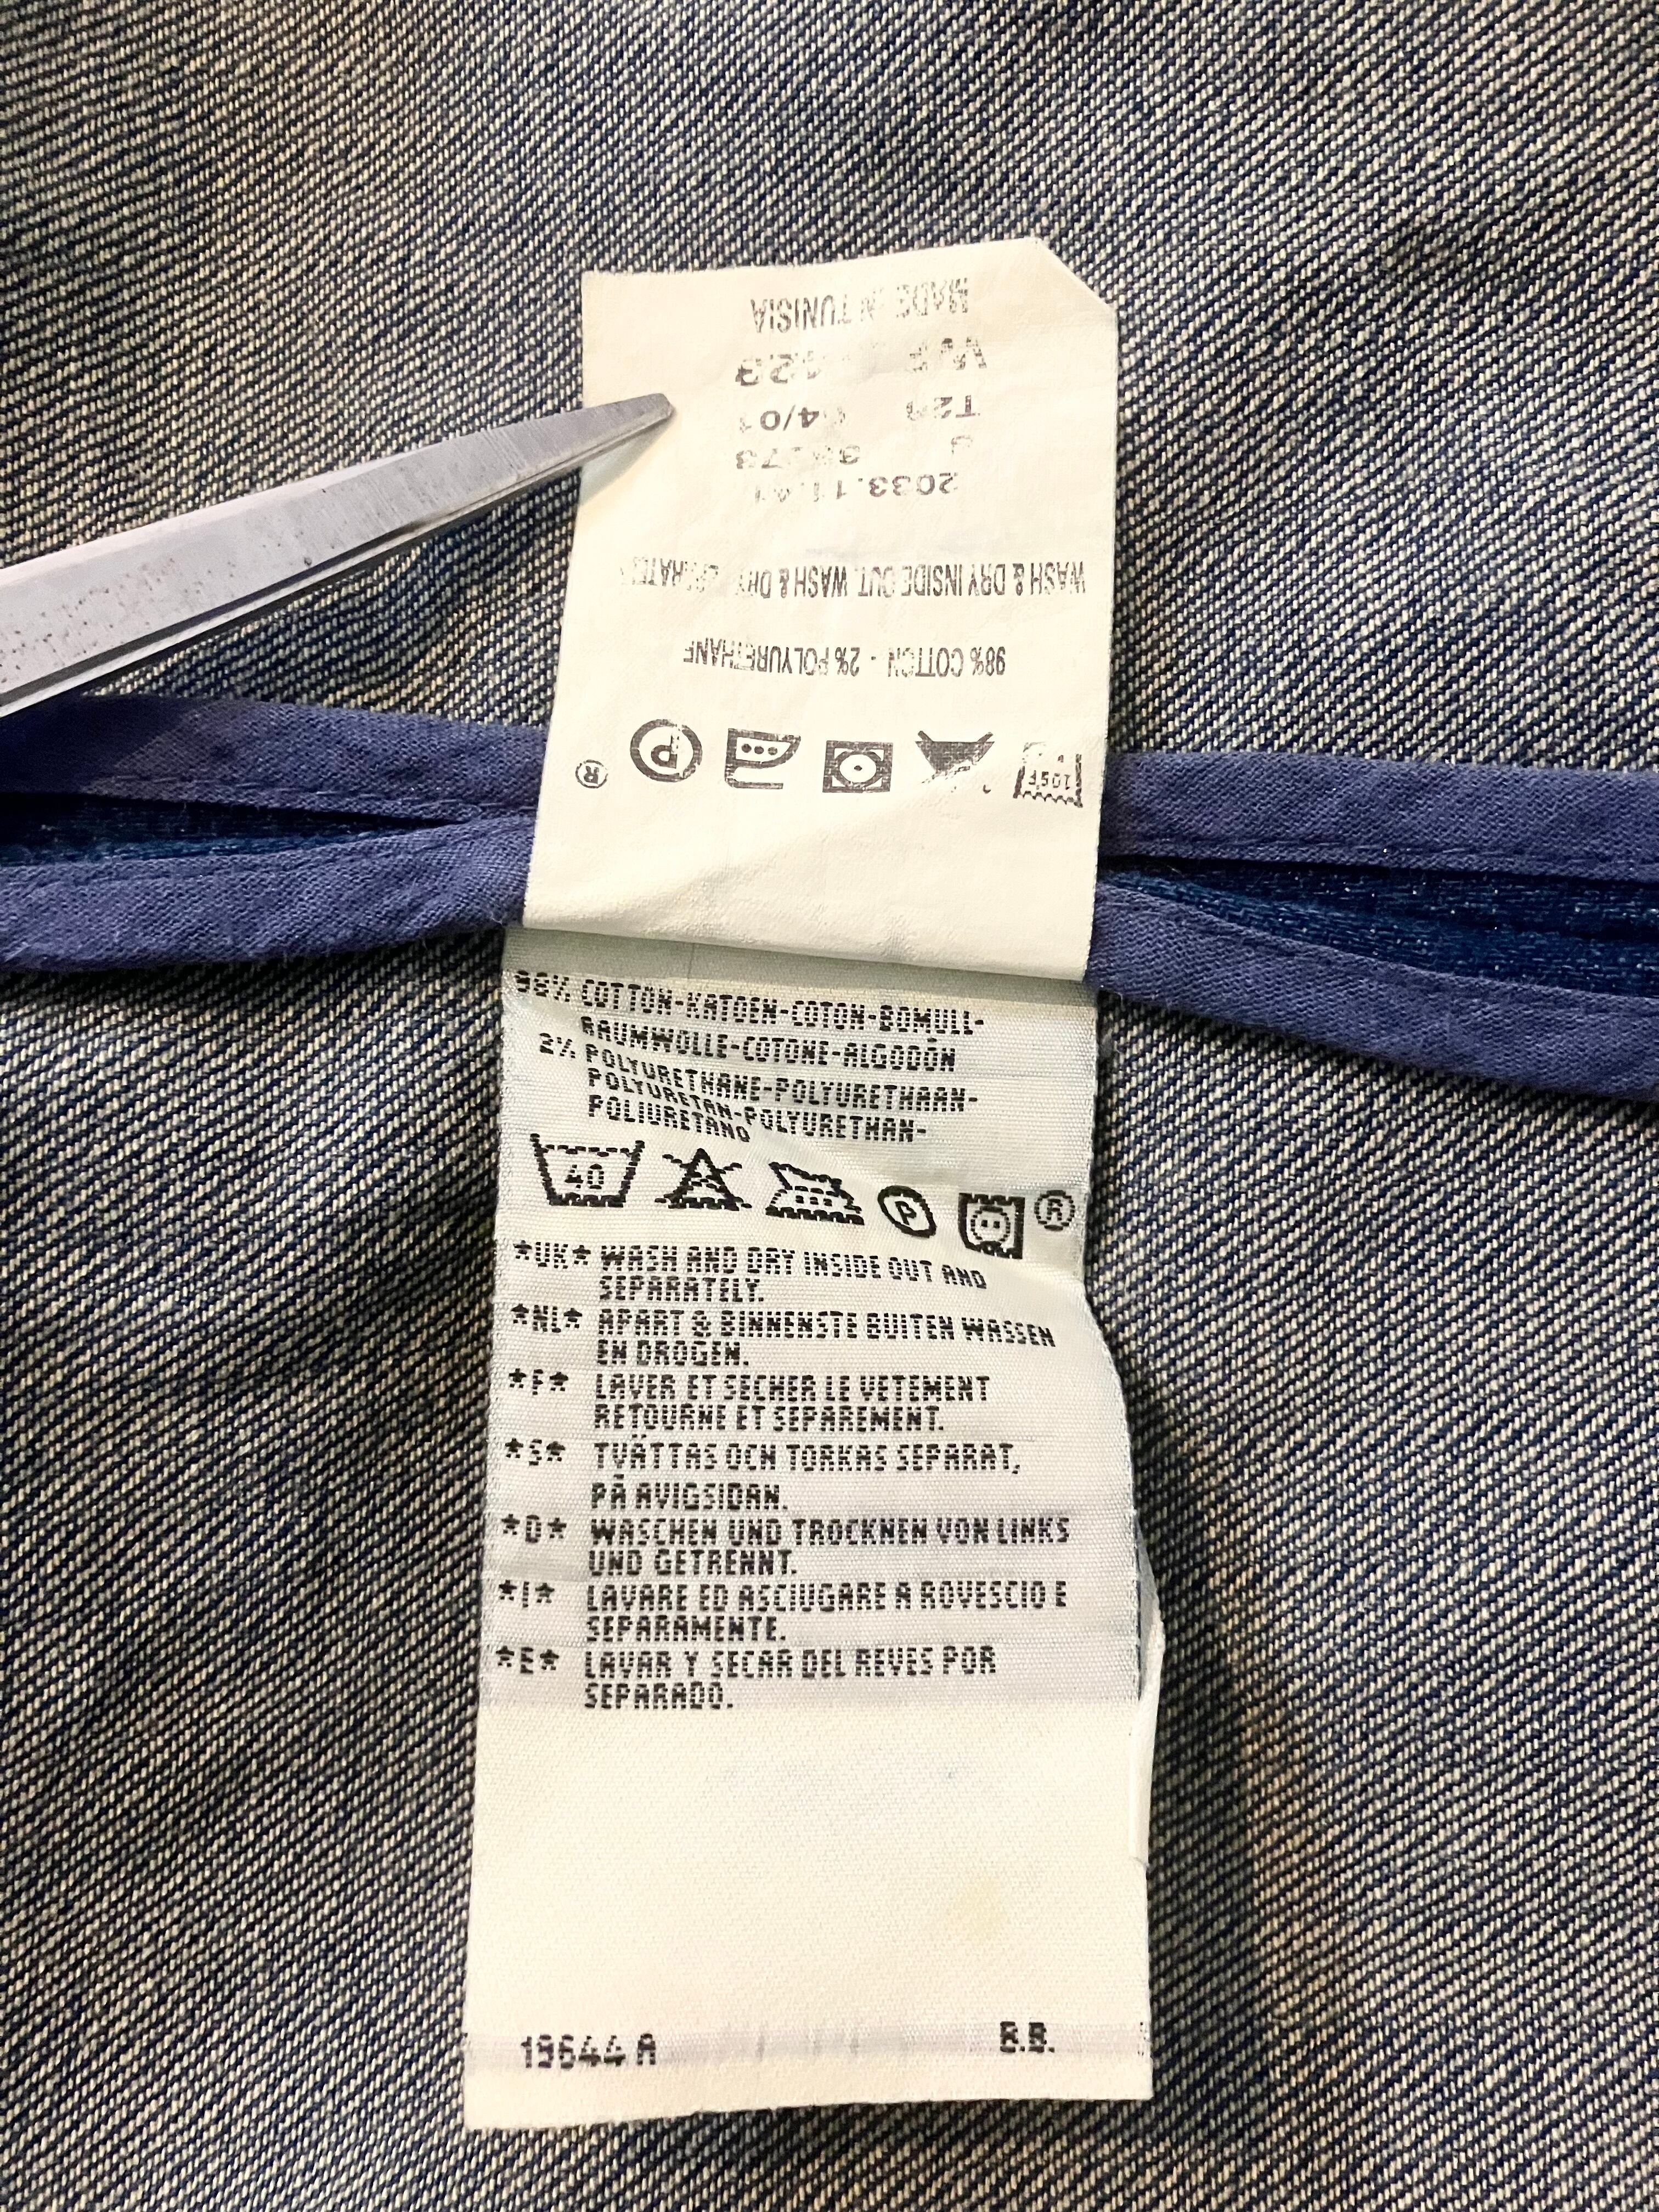 105F P ®
98% COTTON - 2% POLYURETHANE
WASH & DRY INSIDE OUT. WASH & DRY SEPARATELY
04/01
MADE IN TUNISIA
98% COTTON-KATOEN-COTON-BOMULL-
BAUMWOLLE-COTONE-ALGODÓN
2% POLYURETHANE-POLYURETHAAN-
POLYURETAN-POLYURETHAN-
POLIURETANO
40 P ®
*UK* WASH AND DRY INSIDE OUT AND
SEPARATELY.
*NL* APART & BINNENSTE BUITEN WASSEN
EN DROGEN.
*F* LAVER ET SECHER LE VETEMENT
RETOURNE ET SEPAREMENT.
*S* TVÄTTAS OCH TORKAS SEPARAT,
PÅ AVIGSIDAN.
*D* WASCHEN UND TROCKNEN VON LINKS
UND GETRENNT.
*I* LAVARE ED ASCIUGARE A ROVESCIO E
SEPARAMENTE.
*E* LAVAR Y SECAR DEL REVES POR
SEPARADO.
19644 A B.B.